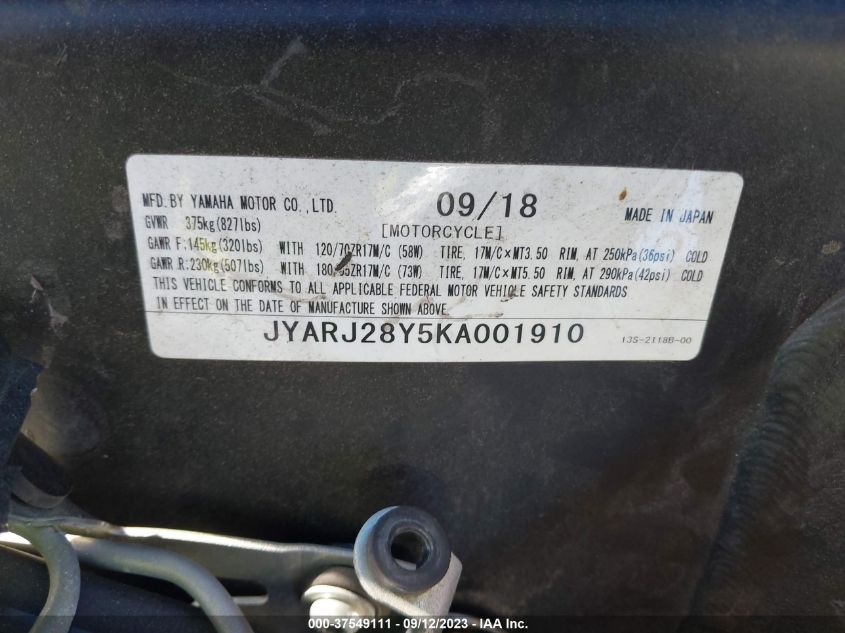 MFD. BY YAMAHA MOTOR CO., LTD. 09/18 MADE IN JAPAN
GVWR 375kg(827lbs) [MOTORCYCLE]
GAWR F:145kg(320lbs) WITH 120/70ZR17M/C (58W) TIRE, 17M/C×MT3.50 RIM, AT 250kPa(36psi) COLD
GAWR R:230kg(507lbs) WITH 180/55ZR17M/C (73W) TIRE, 17M/C×MT5.50 RIM, AT 290kPa(42psi) COLD
THIS VEHICLE CONFORMS TO ALL APPLICABLE FEDERAL MOTOR VEHICLE SAFETY STANDARDS
IN EFFECT ON THE DATE OF MANUFACTURE SHOWN ABOVE.
JYARJ28Y5KA001910 13S-2118B-00
000-37549111 - 09/12/2023 - IAA Inc.